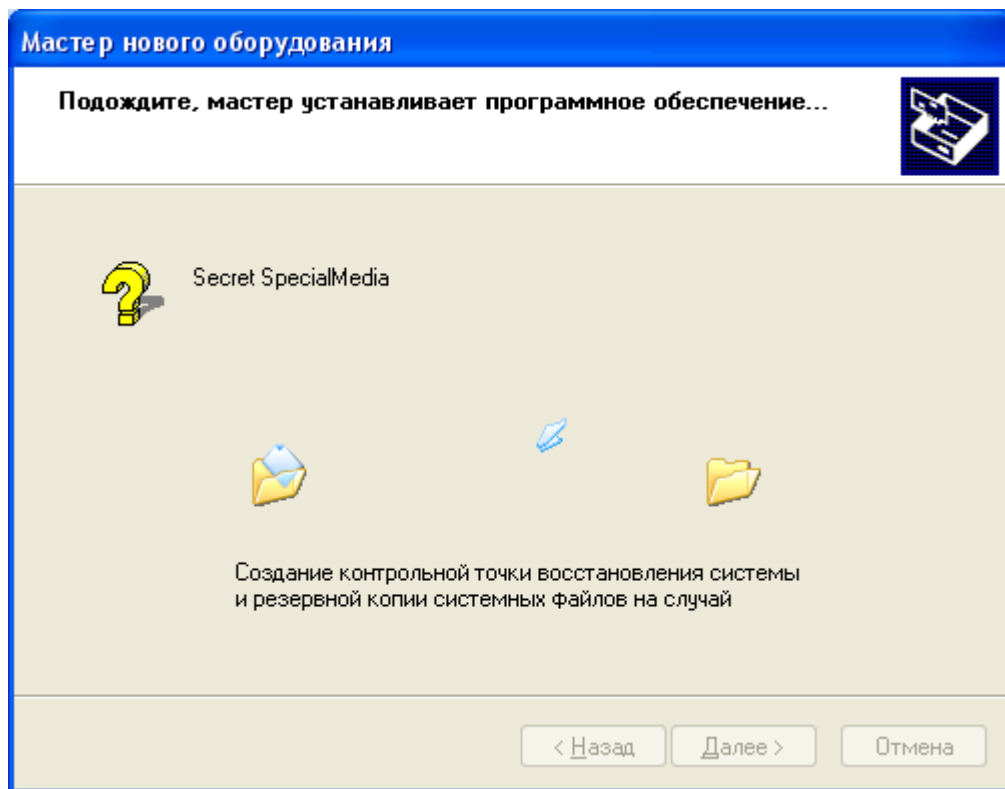 Мастер нового оборудования
Подождите, мастер устанавливает программное обеспечение...
Secret SpecialMedia
Создание контрольной точки восстановления системы
и резервной копии системных файлов на случай
< Назад
Далее >
Отмена